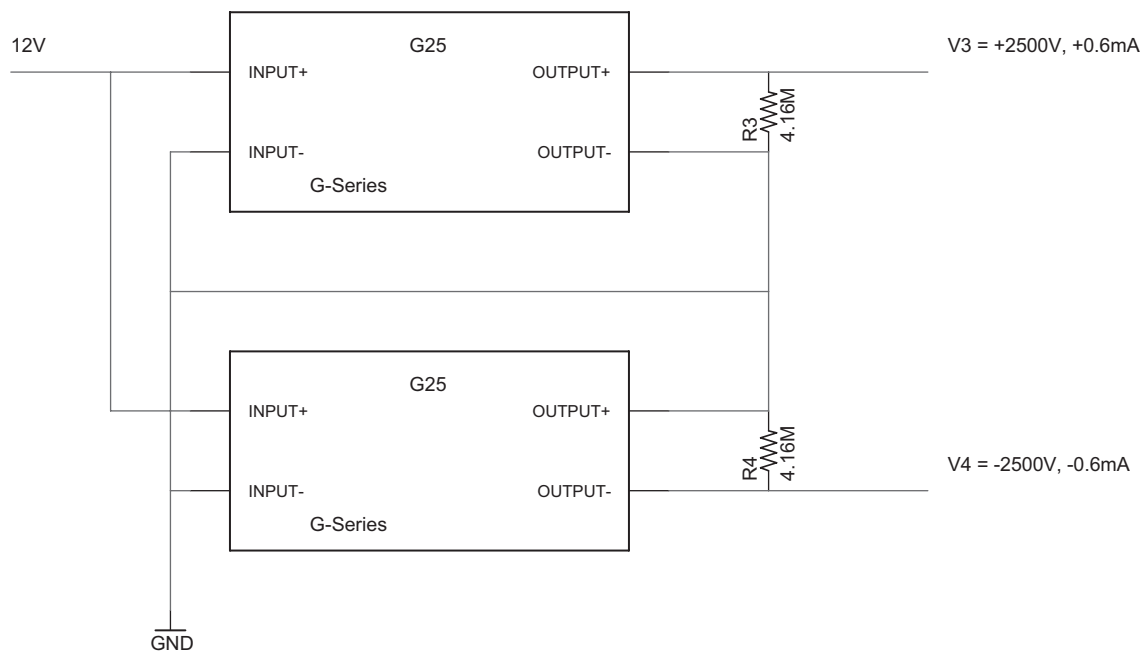 12V
G25
V3 = +2500V, +0.6mA
INPUT+
OUTPUT+
R3
4.16M
INPUT-
OUTPUT-
G-Series
G25
INPUT+
OUTPUT+
R4
4.16M
V4 = -2500V, -0.6mA
INPUT-
OUTPUT-
G-Series
GND